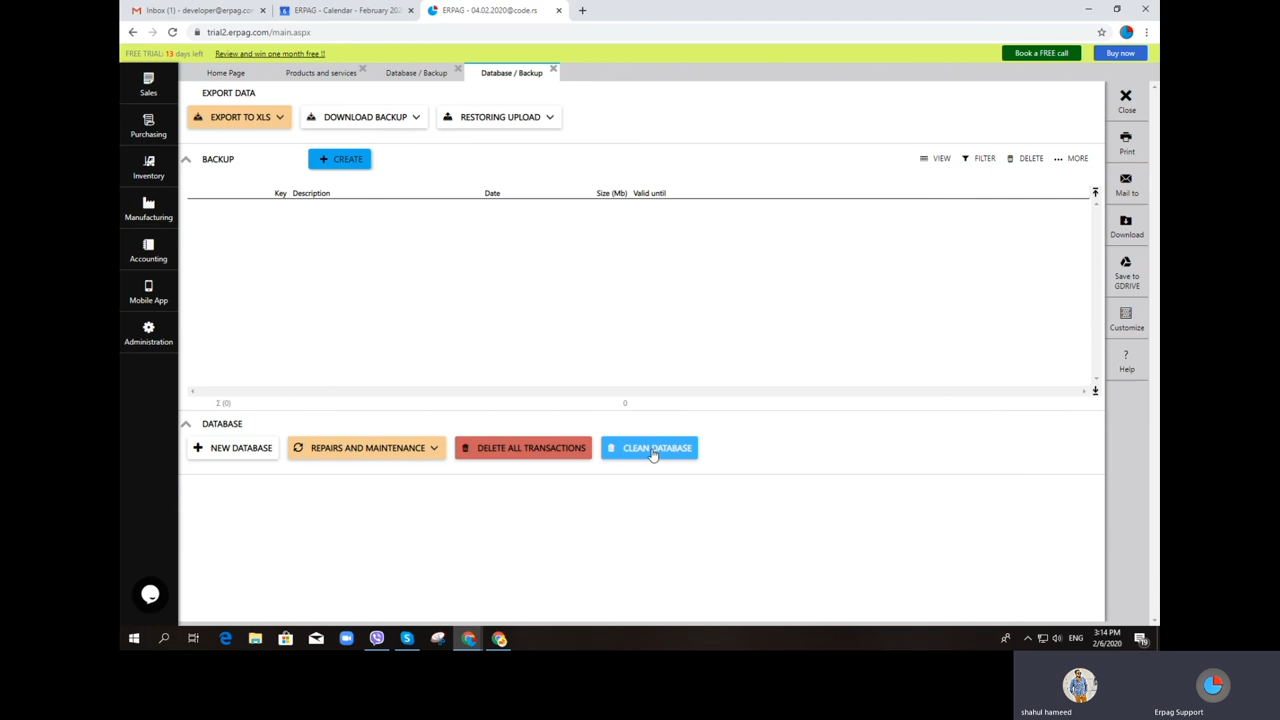 Inbox (1) - developer@erpag.co
ERPAG - Calendar - February 202
ERPAG - 04.02.2020@code.rs
trial2.erpag.com/main.aspx
FREE TRIAL: 13 days left
Review and win one month free !!
Book a FREE call
Buy now
Home Page
Products and services
Database / Backup
Database / Backup
Sales
Purchasing
Inventory
Manufacturing
Accounting
Mobile App
Administration
EXPORT DATA
EXPORT TO XLS
DOWNLOAD BACKUP
RESTORING UPLOAD
BACKUP
+ CREATE
VIEW
FILTER
DELETE
MORE
Key
Description
Date
Size (Mb)
Valid until
Σ (0)
0
DATABASE
+ NEW DATABASE
REPAIRS AND MAINTENANCE
DELETE ALL TRANSACTIONS
CLEAN DATABASE
Close
Print
Mail to
Download
Save to
GDRIVE
Customize
?
Help
ENG
3:14 PM
2/6/2020
19
shahul hameed
Erpag Support